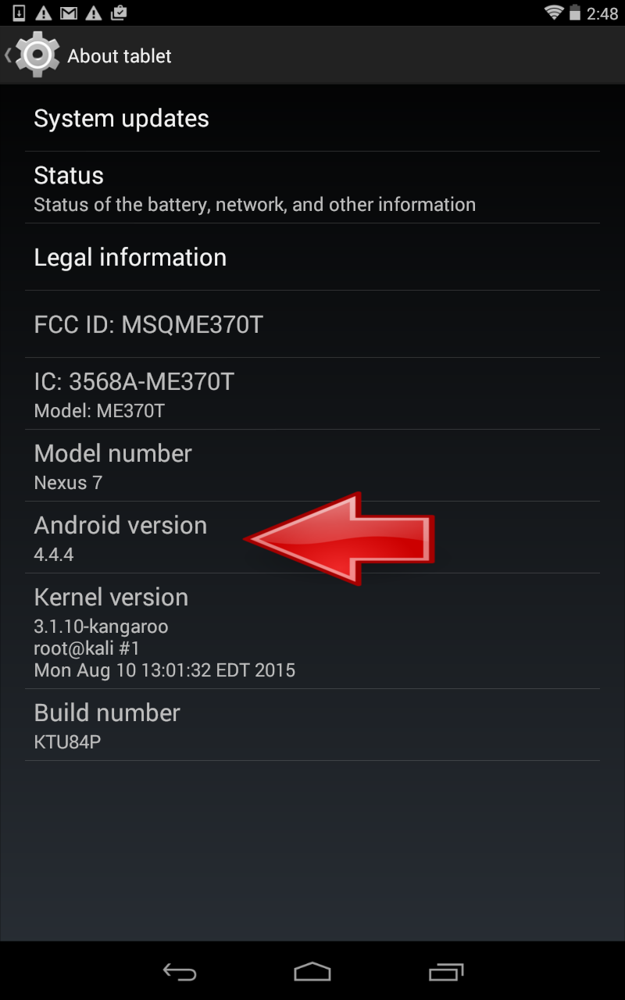 2:48
About tablet
System updates
Status
Status of the battery, network, and other information
Legal information
FCC ID: MSQME370T
IC: 3568A-ME370T
Model: ME370T
Model number
Nexus 7
Android version
4.4.4
Kernel version
3.1.10-kangaroo
root@kali #1
Mon Aug 10 13:01:32 EDT 2015
Build number
KTU84P